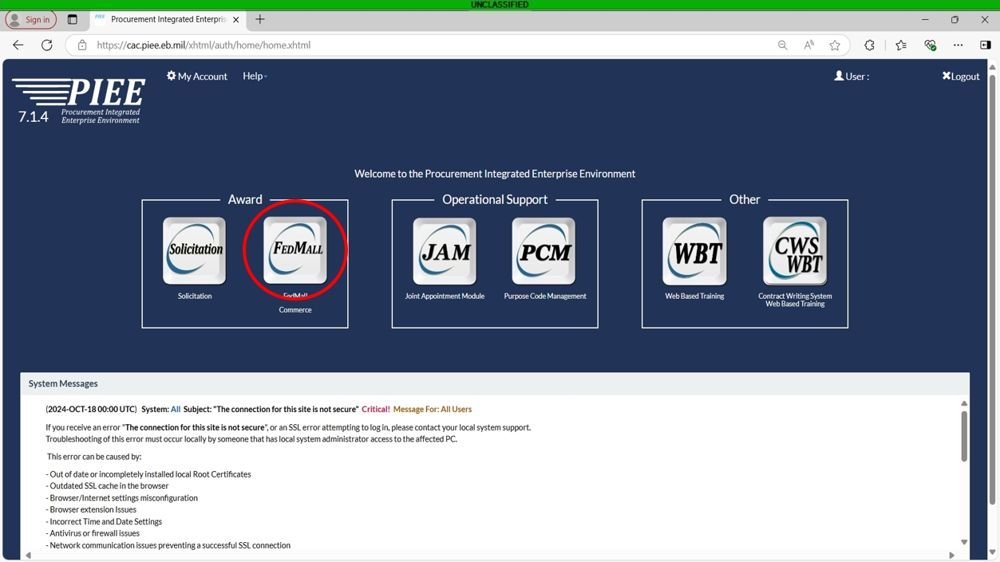 UNCLASSIFIED
Sign in
PIEE
Procurement Integrated Enterpris
https://cac.piee.eb.mil/xhtml/auth/home/home.xhtml
PIEE
7.1.4
Procurement Integrated
Enterprise Environment
My Account
Help
User :
Logout
Welcome to the Procurement Integrated Enterprise Environment
Award
Solicitation
Solicitation
FEDMALL
FedMall
Commerce
Operational Support
JAM
Joint Appointment Module
PCM
Purpose Code Management
Other
WBT
Web Based Training
CWS
WBT
Contract Writing System
Web Based Training
System Messages
(2024-OCT-18 00:00 UTC) System: All Subject: "The connection for this site is not secure" Critical! Message For: All Users
If you receive an error "The connection for this site is not secure", or an SSL error attempting to log in, please contact your local system support.
Troubleshooting of this error must occur locally by someone that has local system administrator access to the affected PC.
This error can be caused by:
- Out of date or incompletely installed local Root Certificates
- Outdated SSL cache in the browser
- Browser/Internet settings misconfiguration
- Browser extension Issues
- Incorrect Time and Date Settings
- Antivirus or firewall issues
- Network communication issues preventing a successful SSL connection